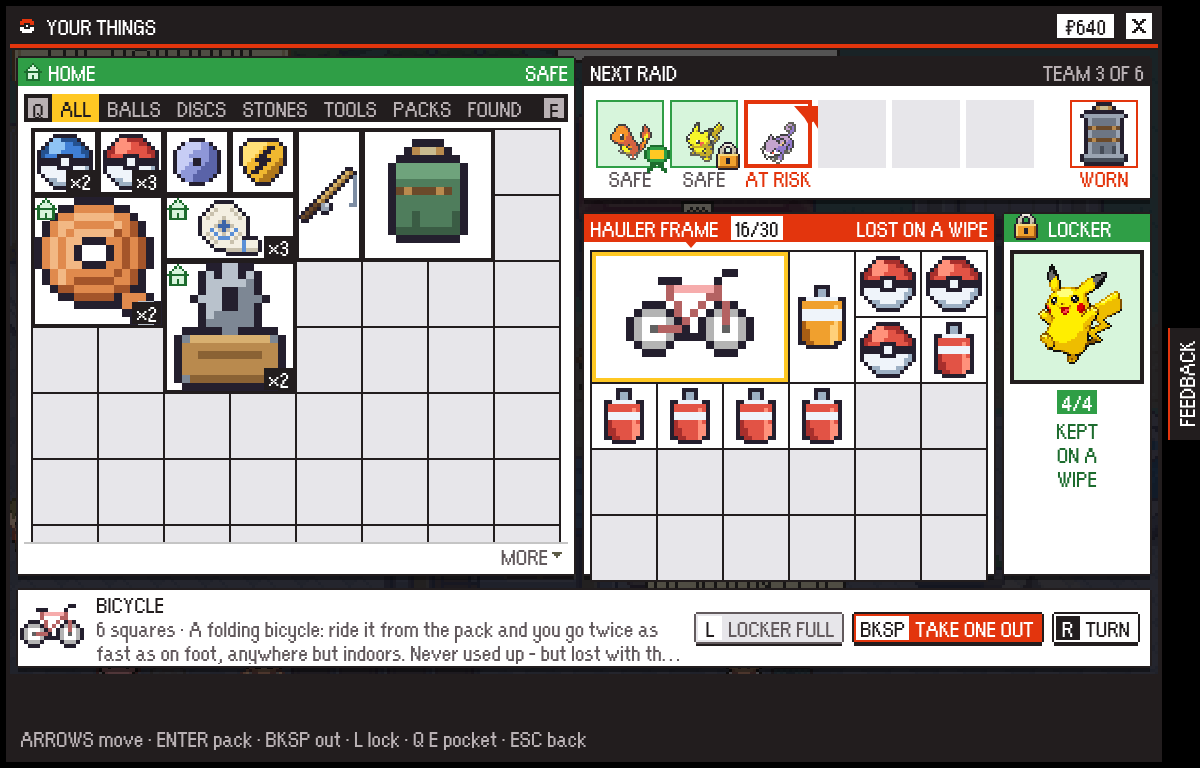 YOUR THINGS
₽640
X
HOME
SAFE
NEXT RAID
TEAM 3 OF 6
Q ALL BALLS DISCS STONES TOOLS PACKS FOUND E
×2
×3
×3
×2
×2
SAFE
SAFE
AT RISK
WORN
HAULER FRAME 16/30
LOST ON A WIPE
LOCKER
4/4
KEPT
ON A
WIPE
MORE
FEEDBACK
BICYCLE
6 squares · A folding bicycle: ride it from the pack and you go twice as
fast as on foot, anywhere but indoors. Never used up - but lost with th...
L LOCKER FULL
BKSP TAKE ONE OUT
R TURN
ARROWS move · ENTER pack · BKSP out · L lock · Q E pocket · ESC back